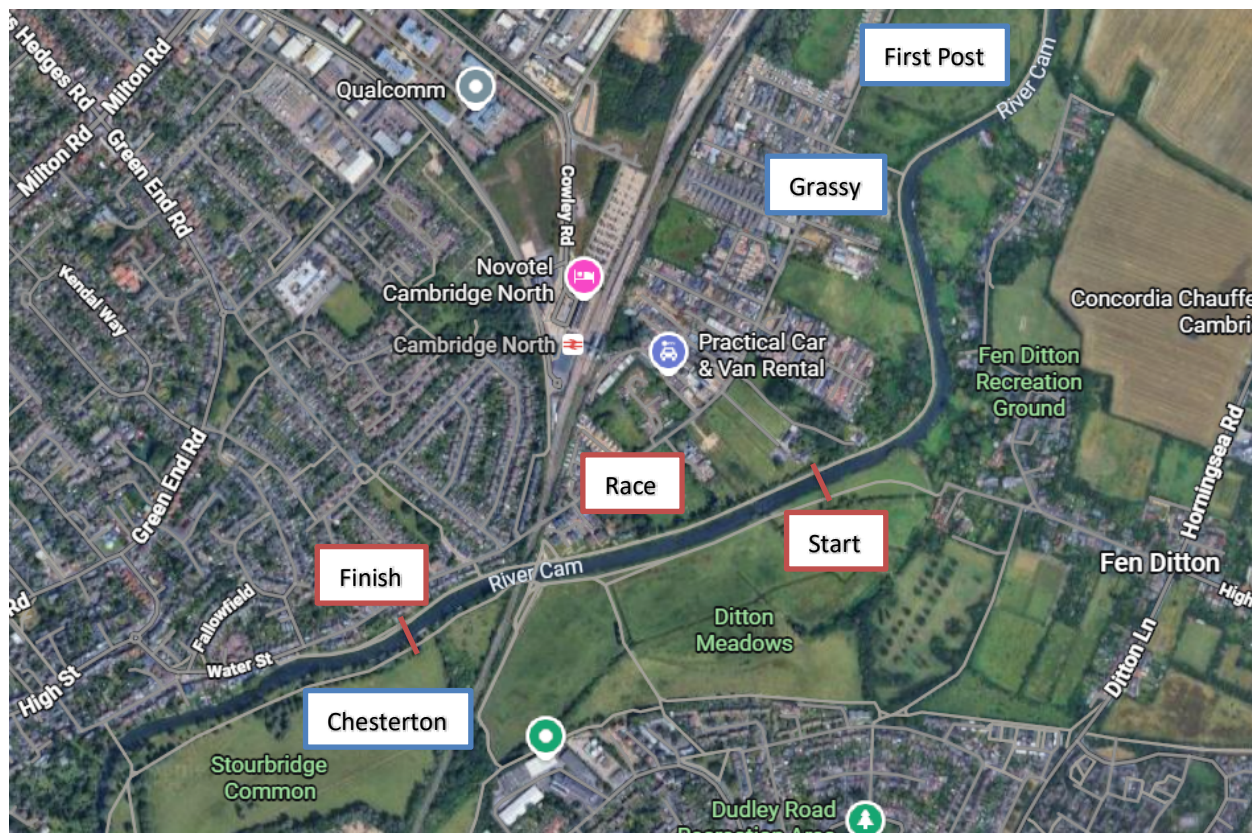 s Hedges Rd
Milton Rd
Milton Rd
Green End Rd
Qualcomm
Cowley Rd
First Post
River Cam
Grassy
Kendal Way
Novotel
Cambridge North
Cambridge North
Practical Car
& Van Rental
Concordia Chauffe
Cambri
Fen Ditton
Recreation
Ground
Horningsea Rd
Green End Rd
Race
Start
Finish
River Cam
Fen Ditton
High
Rd
Fallowfield
Water St
High St
Ditton
Meadows
Ditton Ln
Chesterton
Stourbridge
Common
Dudley Road
Recreation Area